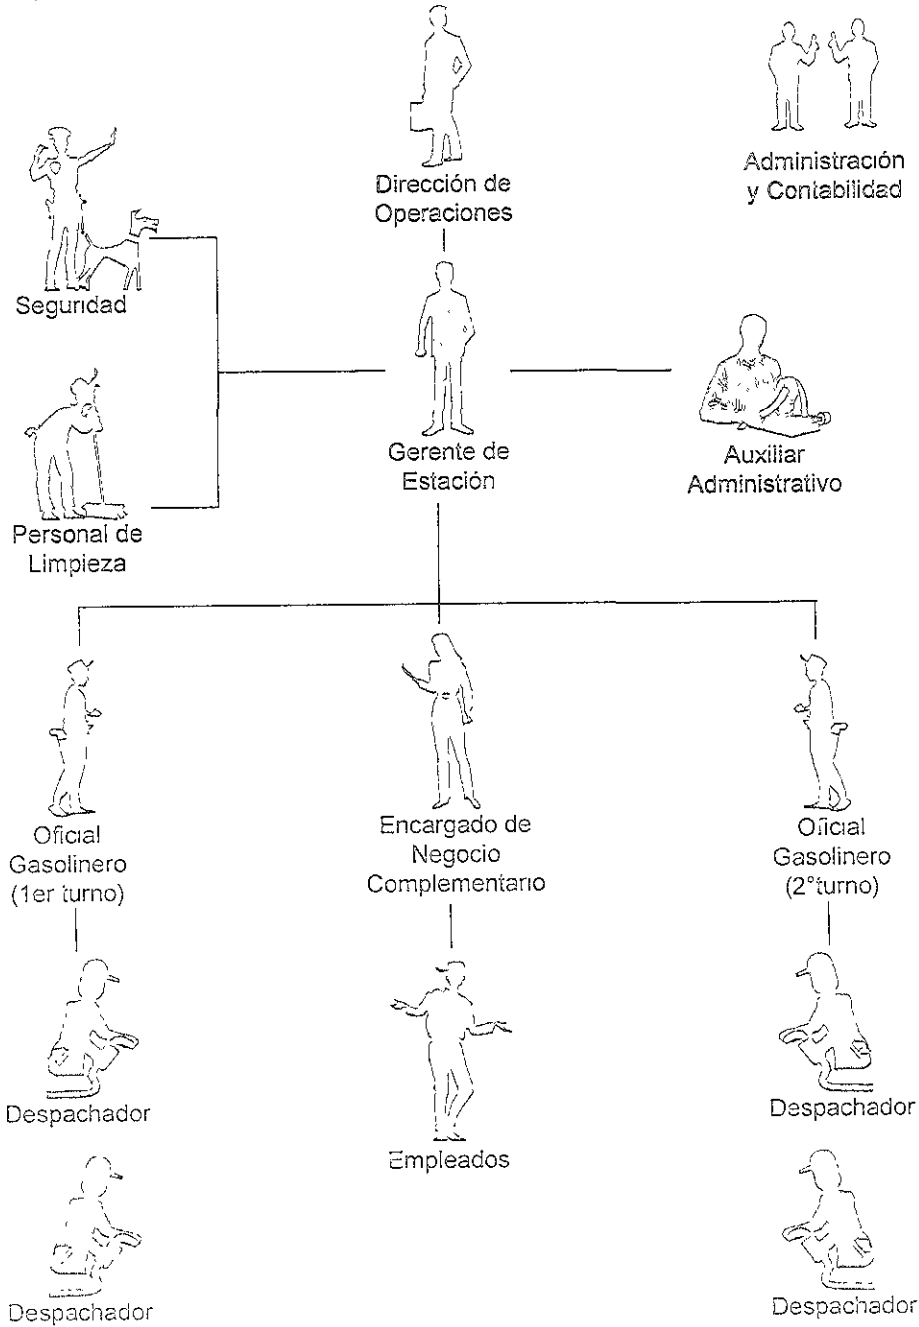 Dirección de
Operaciones
Administración
y Contabilidad
Seguridad
Gerente de
Estación
Auxiliar
Administrativo
Personal de
Limpieza
Oficial
Gasolinero
(1er turno)
Encargado de
Negocio
Complementario
Oficial
Gasolinero
(2°turno)
Despachador
Empleados
Despachador
Despachador
Despachador